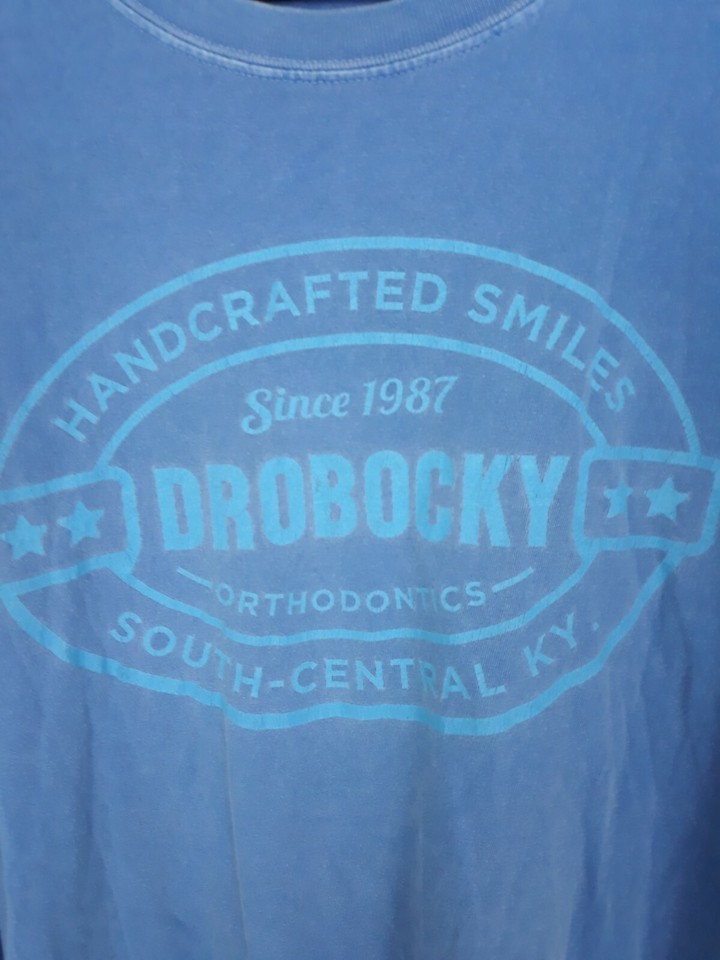 HANDCRAFTED SMILES
Since 1987
DROBOCKY
ORTHODONTICS
SOUTH-CENTRAL KY.